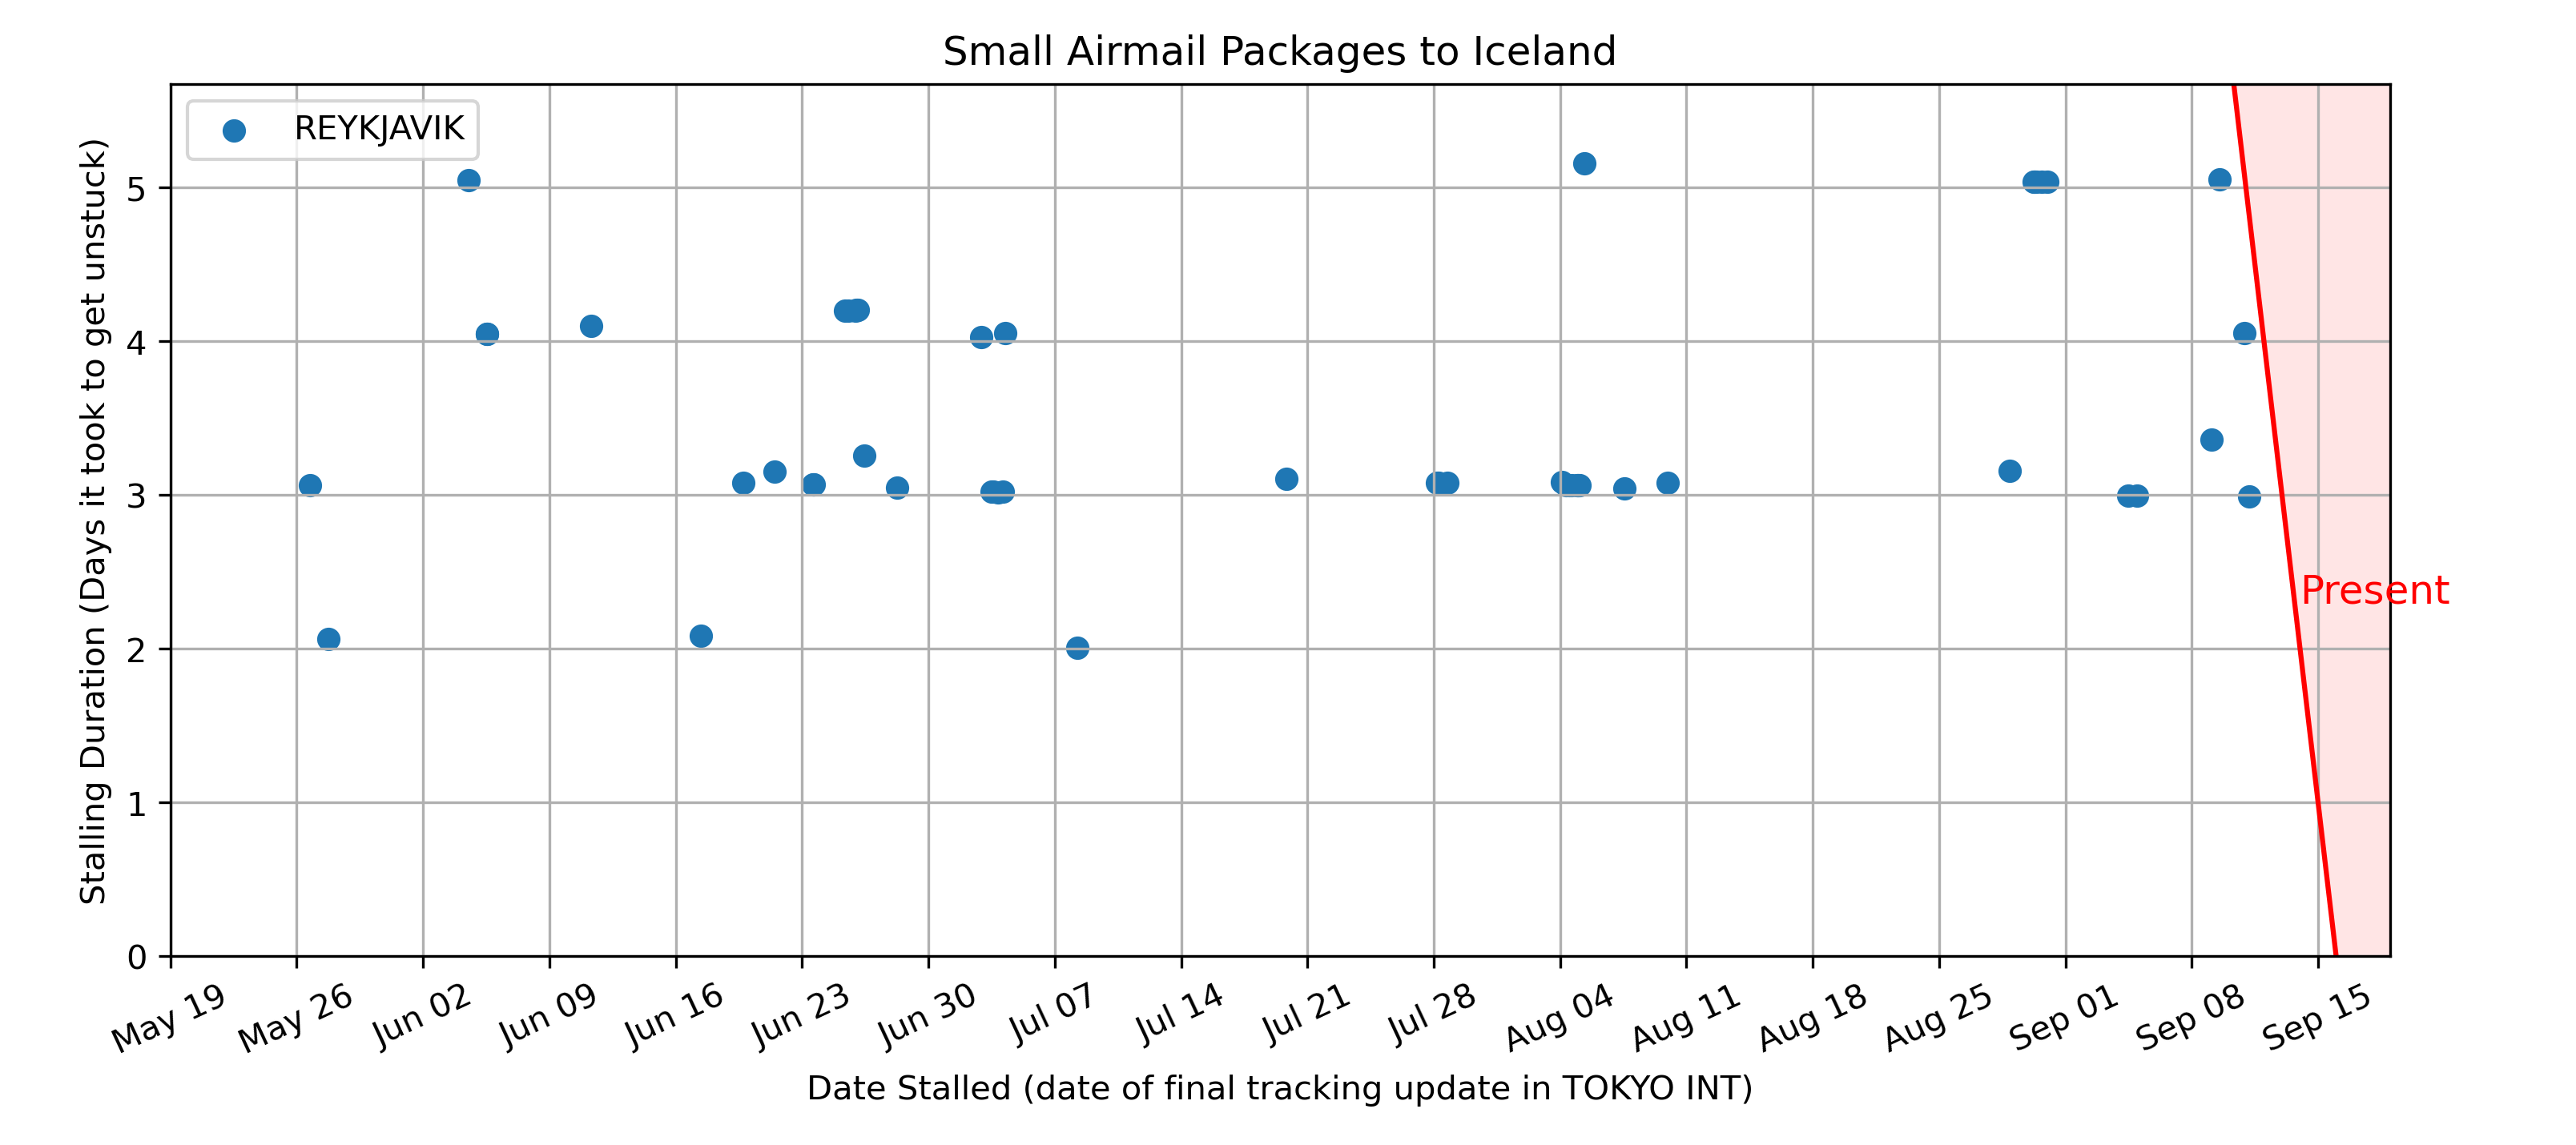 Small Airmail Packages to Iceland
REYKJAVIK
Stalling Duration (Days it took to get unstuck)
5
4
3
2
1
0
Present
May 19 May 26 Jun 02 Jun 09 Jun 16 Jun 23 Jun 30 Jul 07 Jul 14 Jul 21 Jul 28 Aug 04 Aug 11 Aug 18 Aug 25 Sep 01 Sep 08 Sep 15
Date Stalled (date of final tracking update in TOKYO INT)